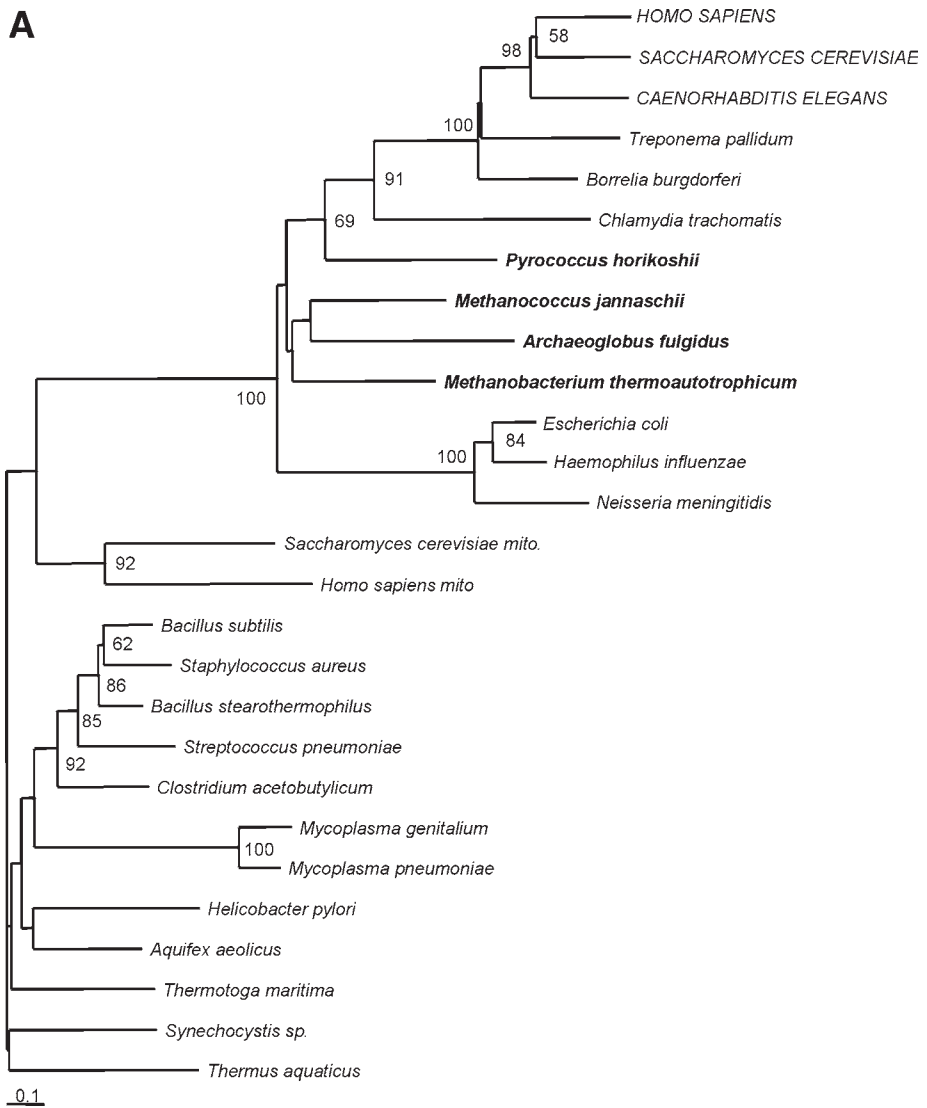 A
HOMO SAPIENS
58
98
SACCHAROMYCES CEREVISIAE
CAENORHABDITIS ELEGANS
100
Treponema pallidum
91
Borrelia burgdorferi
69
Chlamydia trachomatis
Pyrococcus horikoshii
Methanococcus jannaschii
Archaeoglobus fulgidus
Methanobacterium thermoautotrophicum
100
Escherichia coli
84
100
Haemophilus influenzae
Neisseria meningitidis
Saccharomyces cerevisiae mito.
92
Homo sapiens mito
Bacillus subtilis
62
Staphylococcus aureus
86
Bacillus stearothermophilus
85
Streptococcus pneumoniae
92
Clostridium acetobutylicum
Mycoplasma genitalium
100
Mycoplasma pneumoniae
Helicobacter pylori
Aquifex aeolicus
Thermotoga maritima
Synechocystis sp.
Thermus aquaticus
0.1